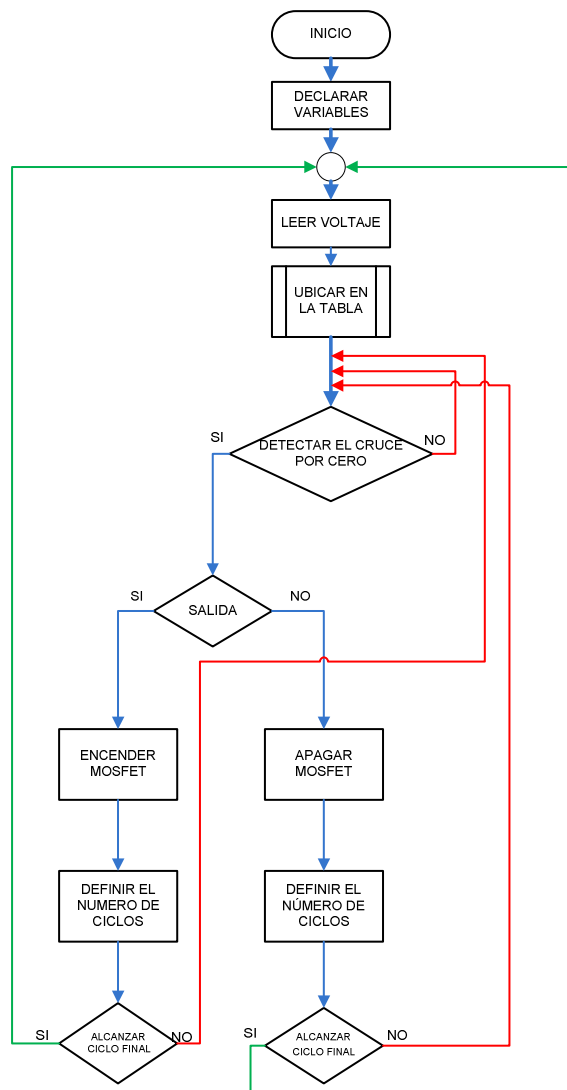 INICIO
DECLARAR
VARIABLES
LEER VOLTAJE
UBICAR EN
LA TABLA
SI
DETECTAR EL CRUCE
POR CERO
NO
SI
SALIDA
NO
ENCENDER
MOSFET
APAGAR
MOSFET
DEFINIR EL
NUMERO DE
CICLOS
DEFINIR EL
NÚMERO DE
CICLOS
SI
ALCANZAR
CICLO FINAL
NO
SI
ALCANZAR
CICLO FINAL
NO